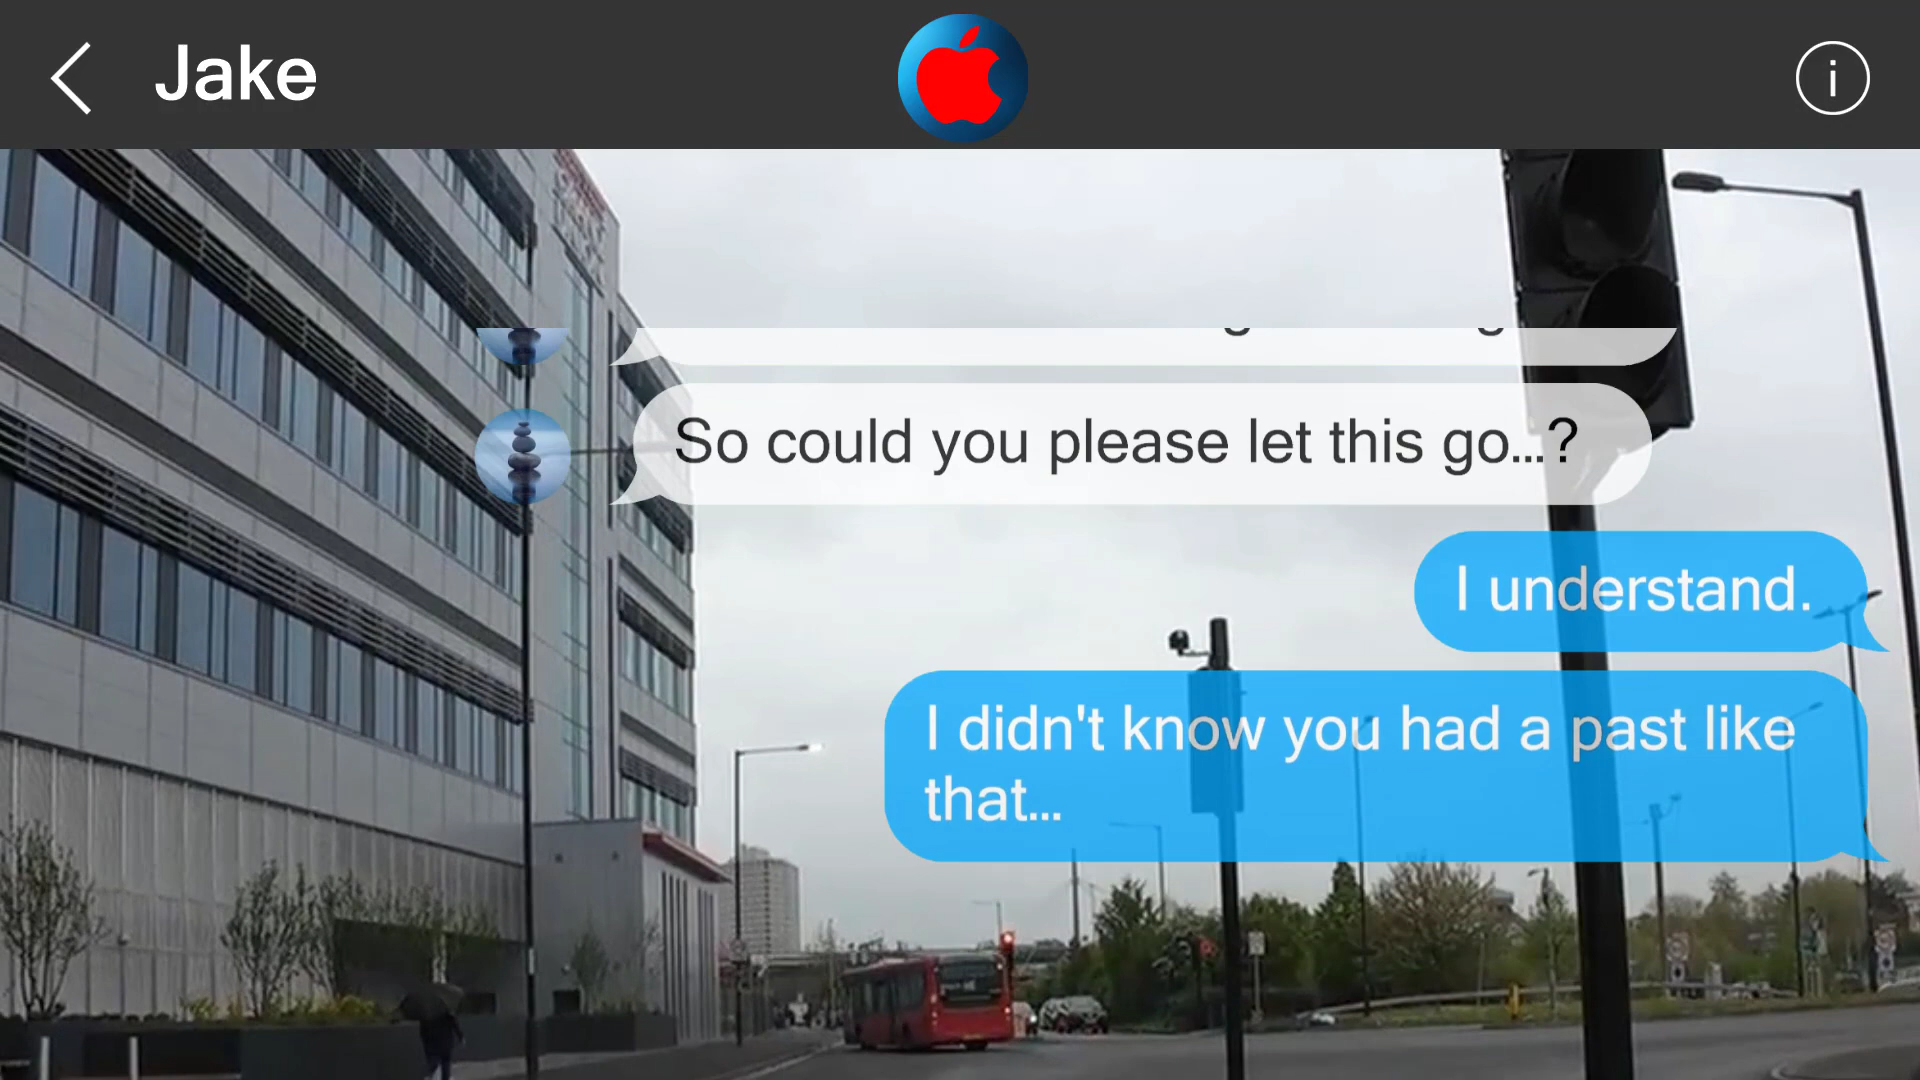 Jake
i
So could you please let this go...?
I understand.
I didn't know you had a past like
that...